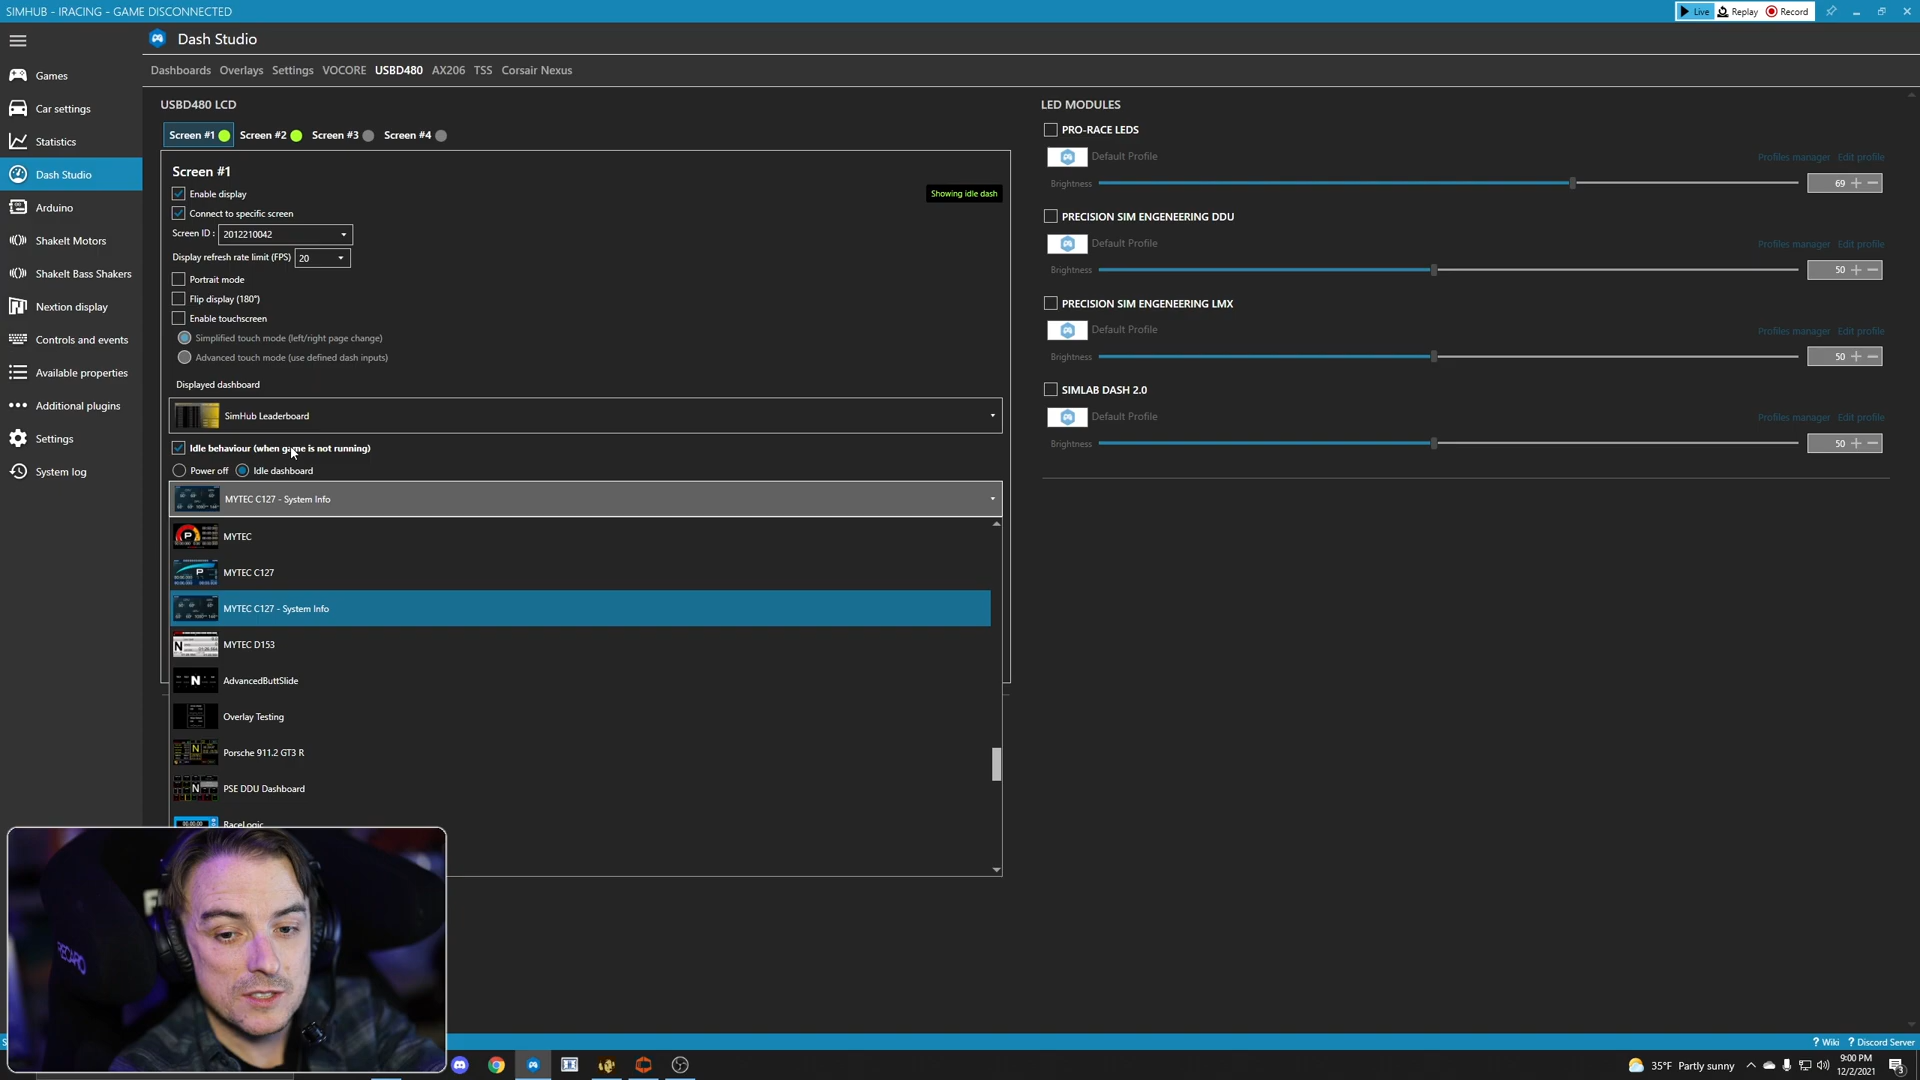 SIMHUB - IRACING - GAME DISCONNECTED
Live Replay Record
Dash Studio
Games
Car settings
Statistics
Dash Studio
Arduino
ShakeIt Motors
ShakeIt Bass Shakers
Nextion display
Controls and events
Available properties
Additional plugins
Settings
System log
Dashboards Overlays Settings VOCORE USBD480 AX206 TSS Corsair Nexus
USBD480 LCD
Screen #1 Screen #2 Screen #3 Screen #4
Screen #1
Enable display
Showing idle dash
Connect to specific screen
Screen ID : 2012210042
Display refresh rate limit (FPS) 20
Portrait mode
Flip display (180°)
Enable touchscreen
Simplified touch mode (left/right page change)
Advanced touch mode (use defined dash inputs)
Displayed dashboard
SimHub Leaderboard
Idle behaviour (when game is not running)
Power off Idle dashboard
MYTEC C127 - System Info
MYTEC
MYTEC C127
MYTEC C127 - System Info
MYTEC D153
AdvancedButtSlide
Overlay Testing
Porsche 911.2 GT3 R
PSE DDU Dashboard
RaceLogic
LED MODULES
PRO-RACE LEDS
Default Profile Profiles manager Edit profile
Brightness 69
PRECISION SIM ENGENEERING DDU
Default Profile Profiles manager Edit profile
Brightness 50
PRECISION SIM ENGENEERING LMX
Default Profile Profiles manager Edit profile
Brightness 50
SIMLAB DASH 2.0
Default Profile Profiles manager Edit profile
Brightness 50
RECARO
? Wiki ? Discord Server
35°F Partly sunny
9:00 PM
12/2/2021
3